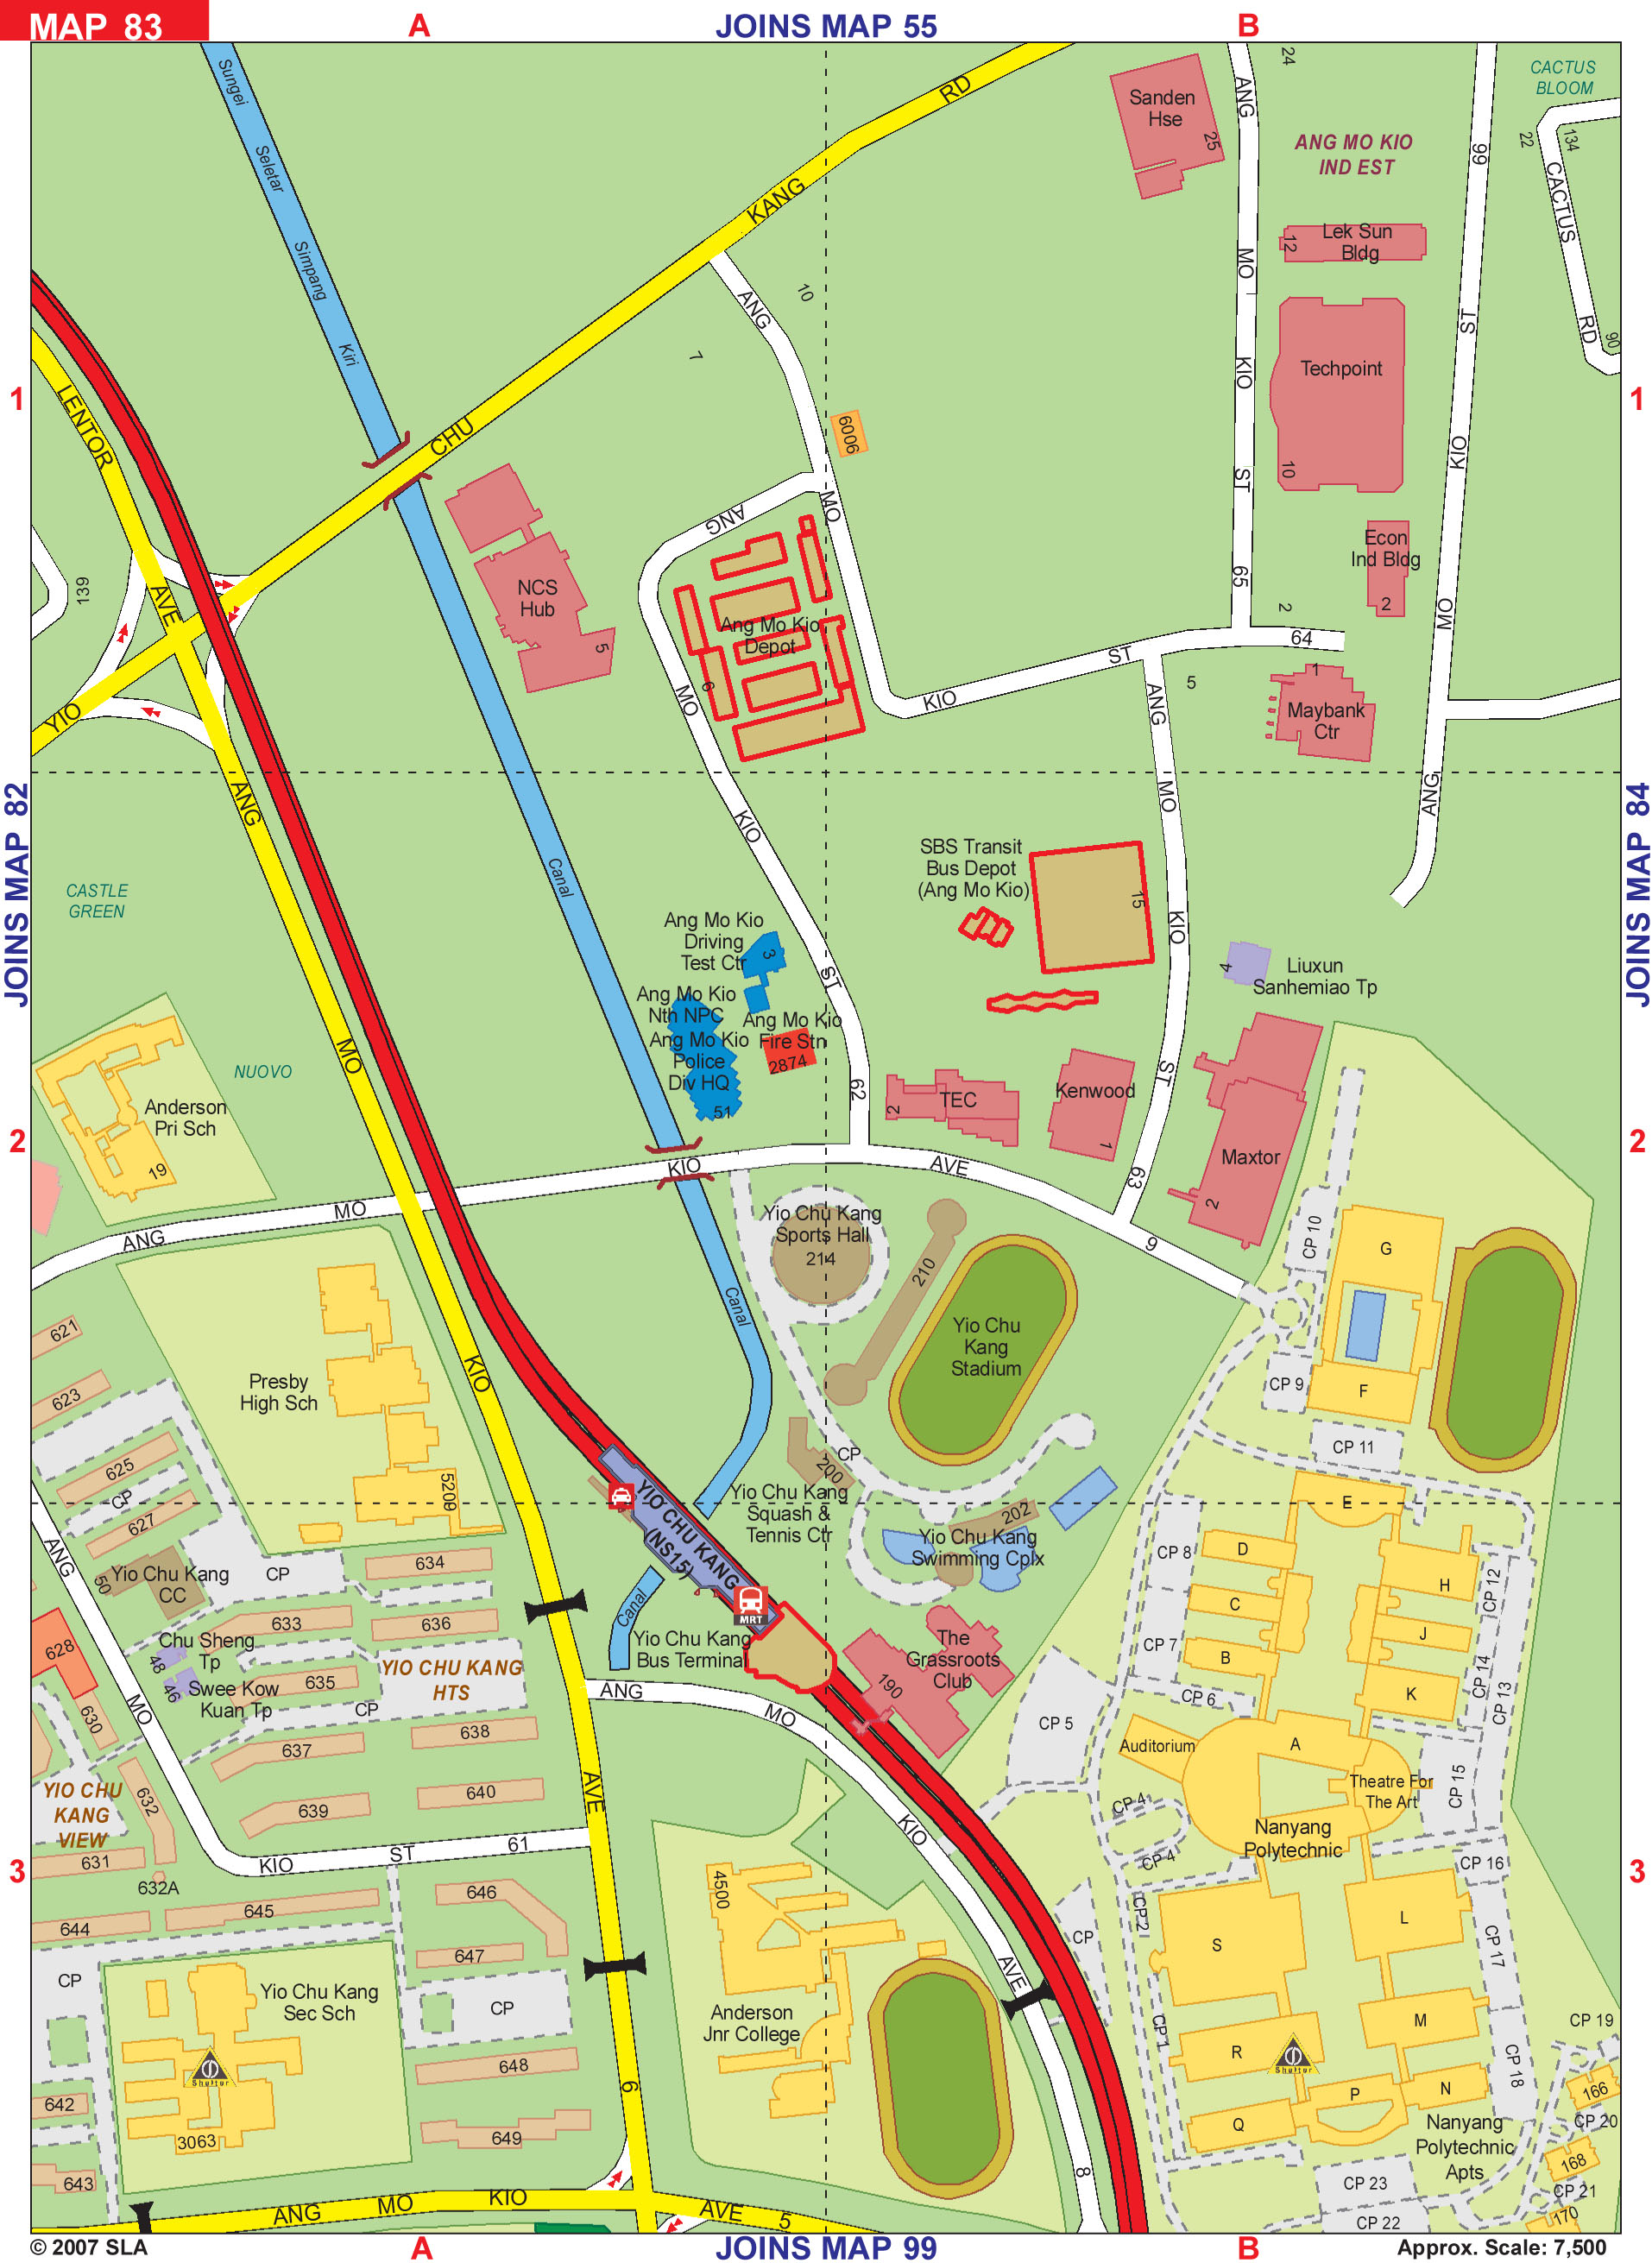 MAP 83
A
JOINS MAP 55
B
Sungei
Seletar
Simpang
Kiri
YIO CHU KANG RD
Sanden
Hse
25
24
ANG MO KIO
IND EST
CACTUS
BLOOM
22
134
CACTUS RD
90
ANG MO KIO ST 66
ANG MO KIO ST 65
12
Lek Sun
Bldg
Techpoint
10
Econ
Ind Bldg
2
2
1
1
LENTOR AVE
139
10
7
6006
NCS
Hub
5
ANG MO KIO ST 64
ANG MO KIO ST 62
Ang Mo Kio
Depot
6
5
1
Maybank
Ctr
JOINS MAP 82
JOINS MAP 84
CASTLE
GREEN
NUOVO
Canal
SBS Transit
Bus Depot
(Ang Mo Kio)
15
ANG MO KIO ST 63
Ang Mo Kio
Driving
Test Ctr
3
Ang Mo Kio
Nth NPC
Ang Mo Kio
Police
Div HQ
51
Ang Mo Kio
Fire Stn
2874
4
Liuxun
Sanhemiao Tp
Anderson
Pri Sch
19
2
TEC
Kenwood
1
Maxtor
2
2
2
ANG MO KIO AVE 9
ANG MO KIO AVE 6
Yio Chu Kang
Sports Hall
214
210
Canal
Yio Chu
Kang
Stadium
CP 10
G
CP 9
F
CP 11
E
621
623
625
CP
627
Presby
High Sch
5209
CP
200
Yio Chu Kang
Squash &
Tennis Ctr
202
Yio Chu Kang
Swimming Cplx
YIO CHU KANG
(NS15)
MRT
Canal
Yio Chu Kang
Bus Terminal
The
Grassroots
Club
190
CP 8
D
C
CP 7
B
CP 6
CP 5
H
CP 12
J
CP 14
CP 13
K
Auditorium
A
Theatre For
The Art
CP 15
Nanyang
Polytechnic
CP 4
CP 4
CP 16
50
Yio Chu Kang
CC
CP
634
633
636
628
Chu Sheng
Tp
48
46
Swee Kow
Kuan Tp
635
YIO CHU KANG
HTS
CP
630
637
638
632
639
640
YIO CHU
KANG
VIEW
631
632A
ANG MO KIO ST 61
ANG MO KIO AVE 8
3
3
644
645
646
647
CP
CP
Yio Chu Kang
Sec Sch
Shelter
3063
642
643
648
649
4500
Anderson
Jnr College
CP
CP 2
CP 1
S
L
CP 17
M
R
Shelter
P
N
Q
CP 18
CP 19
166
CP 20
168
CP 21
170
Nanyang
Polytechnic
Apts
CP 23
CP 22
ANG MO KIO AVE 5
© 2007 SLA
A
JOINS MAP 99
B
Approx. Scale: 7,500